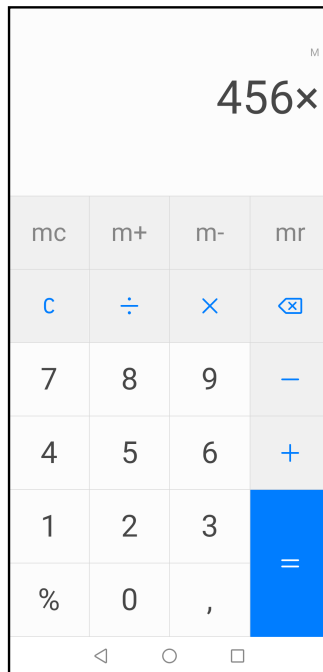 M
456×
mc m+ m- mr
C ÷ ×
7 8 9 −
4 5 6 +
1 2 3
% 0 , =